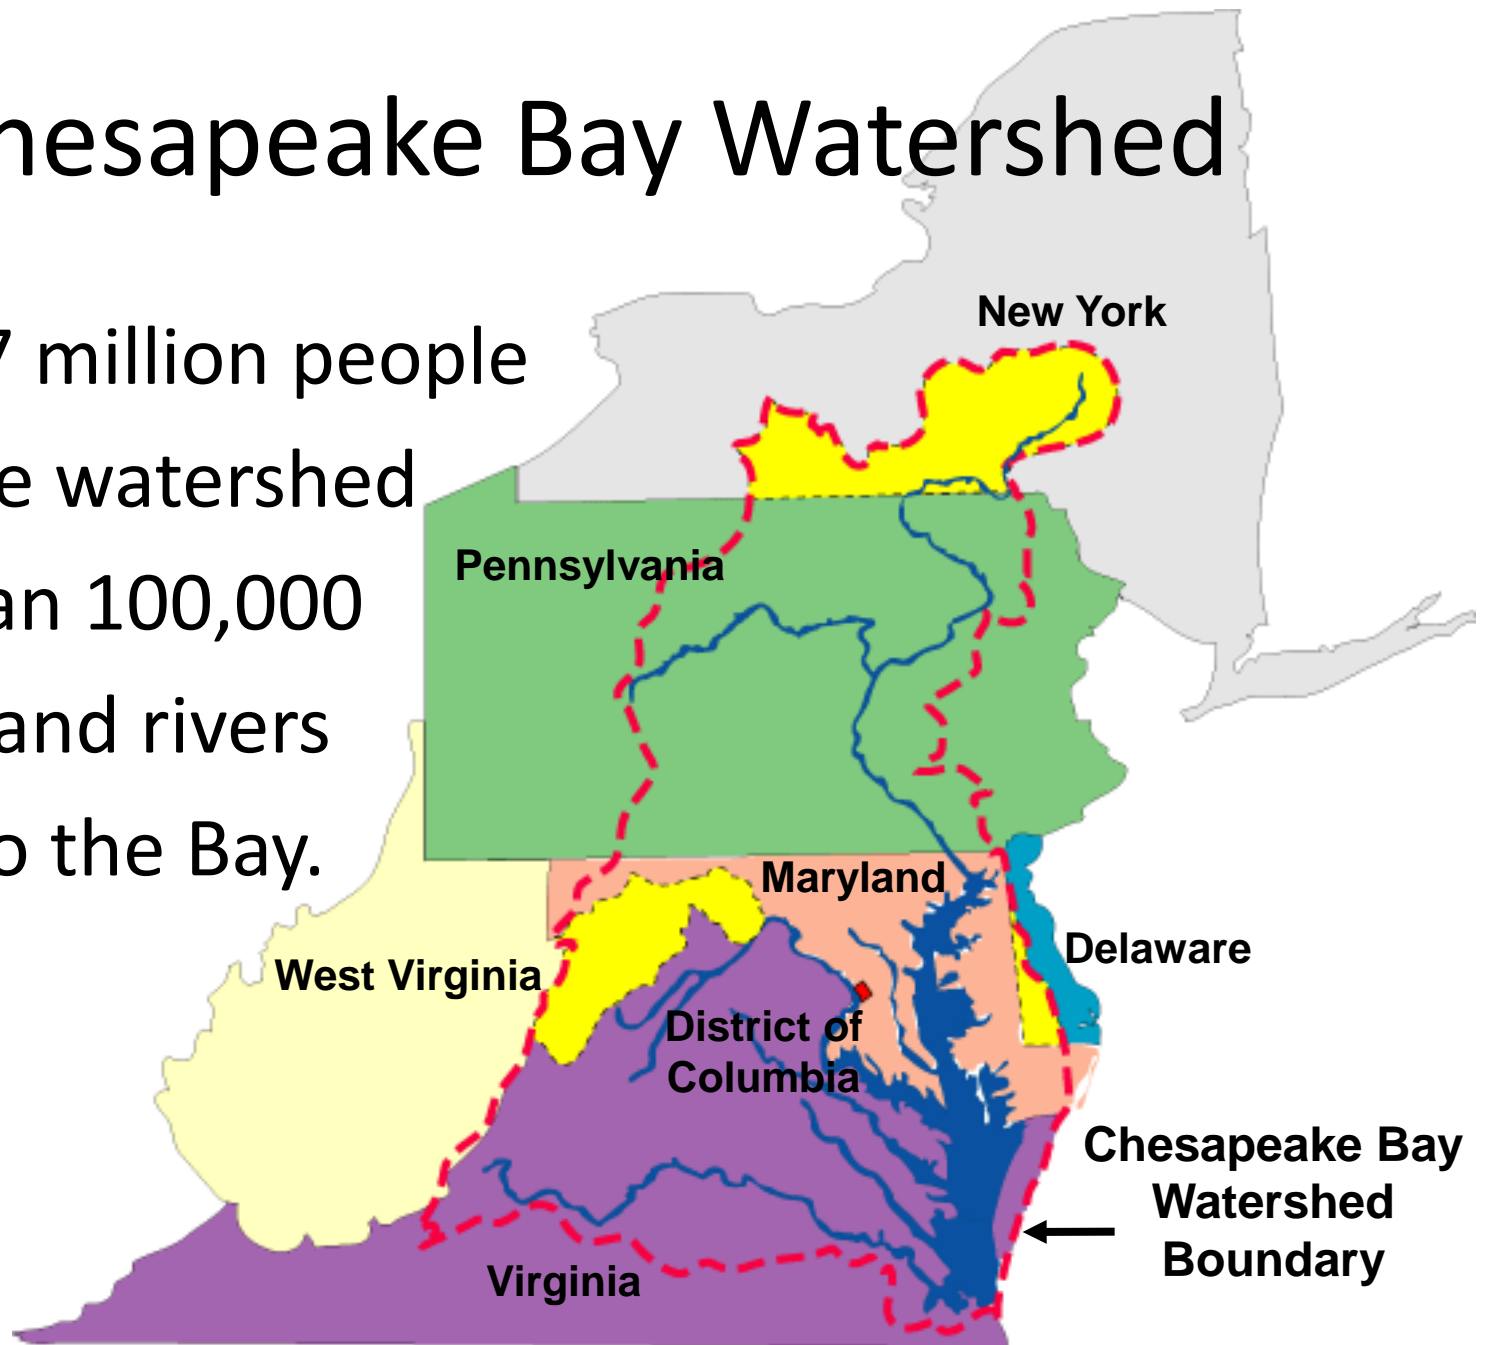 hesapeake Bay Watershed
7 million people
e watershed
an 100,000
and rivers
o the Bay.
New York
Pennsylvania
Maryland
West Virginia
Delaware
District of
Columbia
Chesapeake Bay
Watershed
Boundary
Virginia